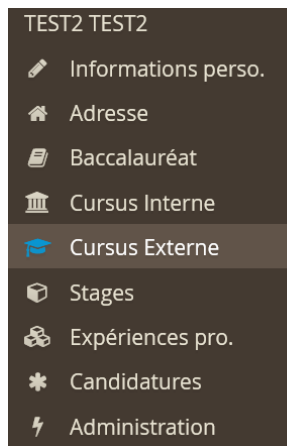 TEST2 TEST2
Informations perso.
Adresse
Baccalauréat
Cursus Interne
Cursus Externe
Stages
Expériences pro.
Candidatures
Administration